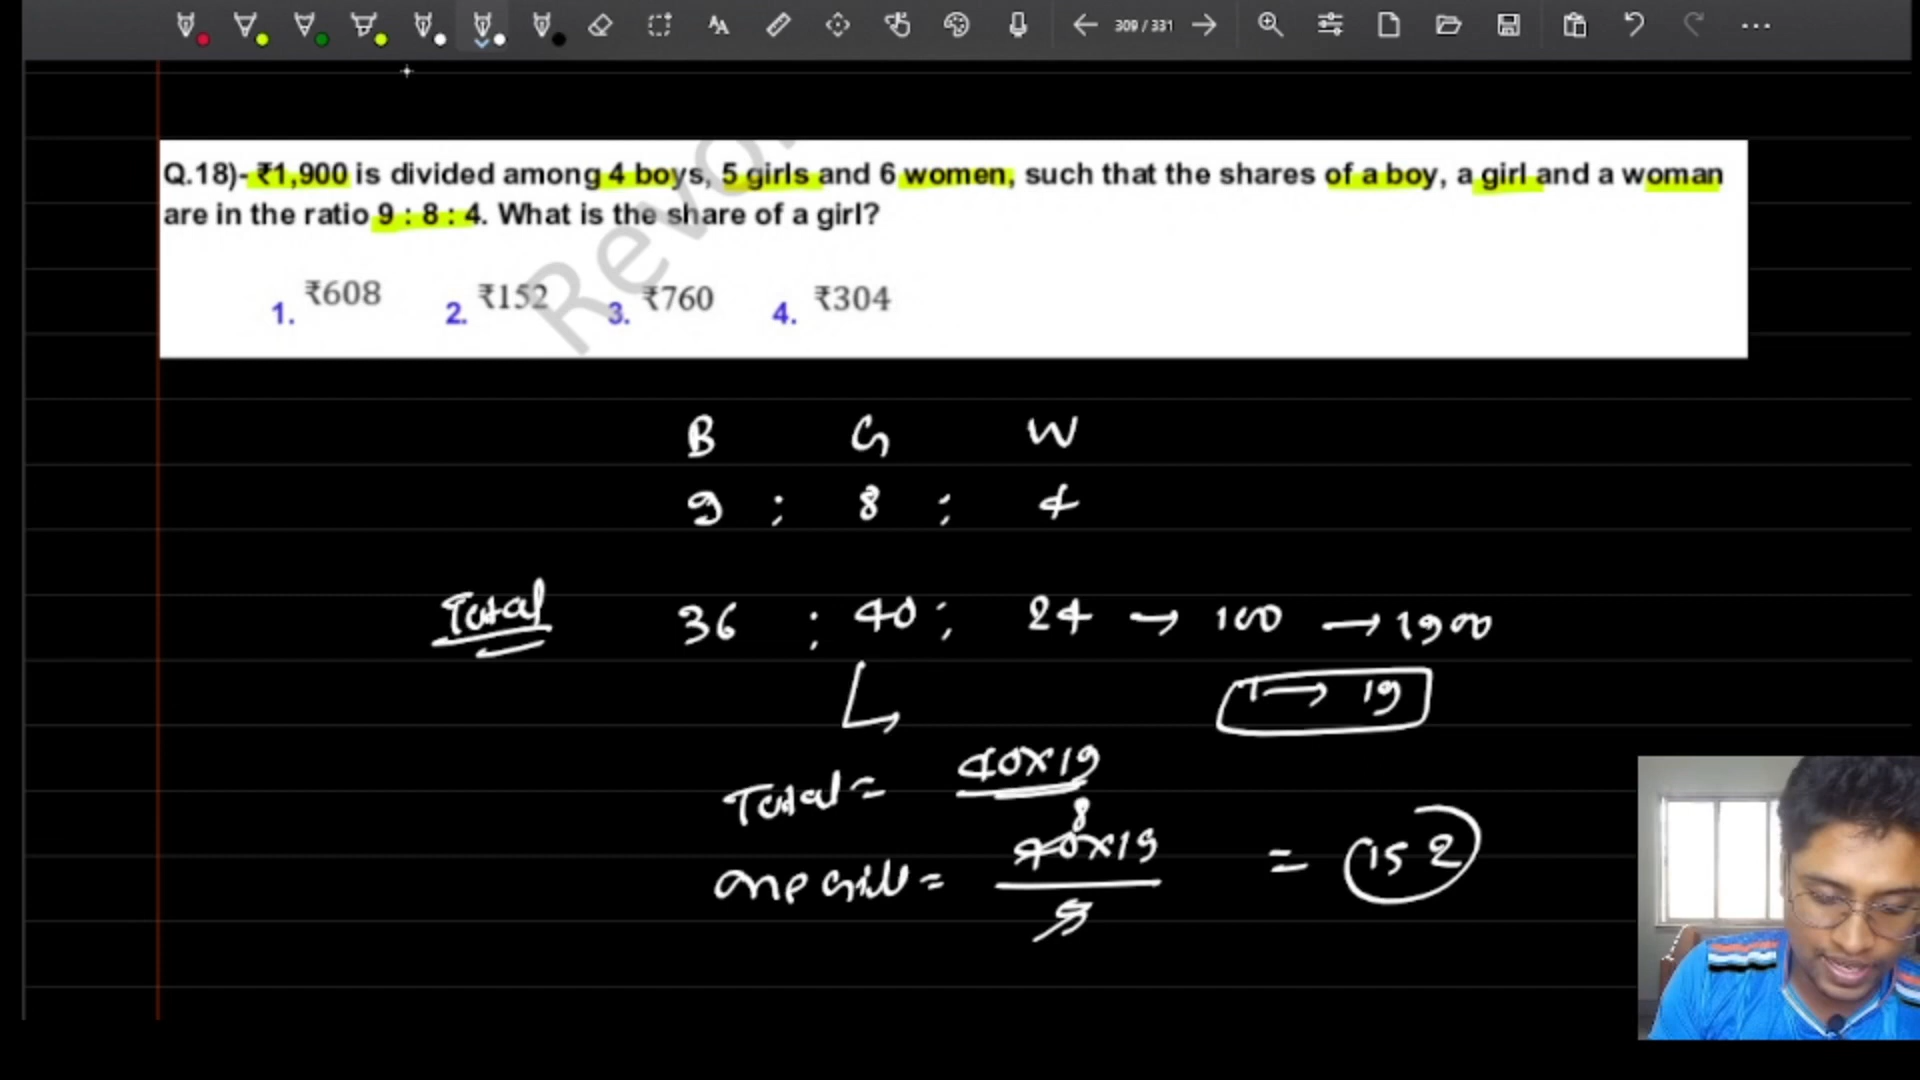 309 / 331
Q.18)- ₹1,900 is divided among 4 boys, 5 girls and 6 women, such that the shares of a boy, a girl and a woman
are in the ratio 9 : 8 : 4. What is the share of a girl?
1. ₹608 2. ₹152 3. ₹760 4. ₹304
Revo
B G W
9 : 8 : 4
Total 36 : 40 : 24 → 100 → 1900
1 → 19
Total = 40×19
8
one Girl = 40×19 = 152
5